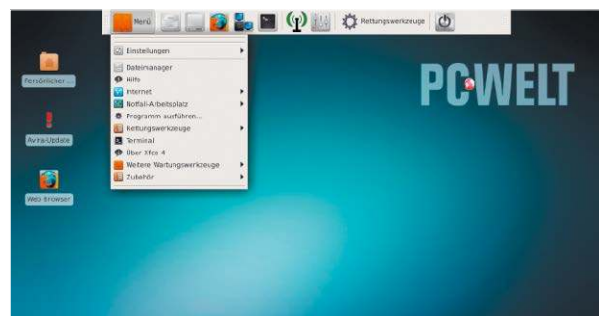 Menü
Rettungswerkzeuge
Einstellungen
Dateimanager
Hilfe
Internet
Notfall-Arbeitsplatz
Programm ausführen...
Rettungswerkzeuge
Terminal
Über Xfce 4
Weitere Wartungswerkzeuge
Zubehör
Persönlicher ...
Avira-Update
Web Browser
PCWELT